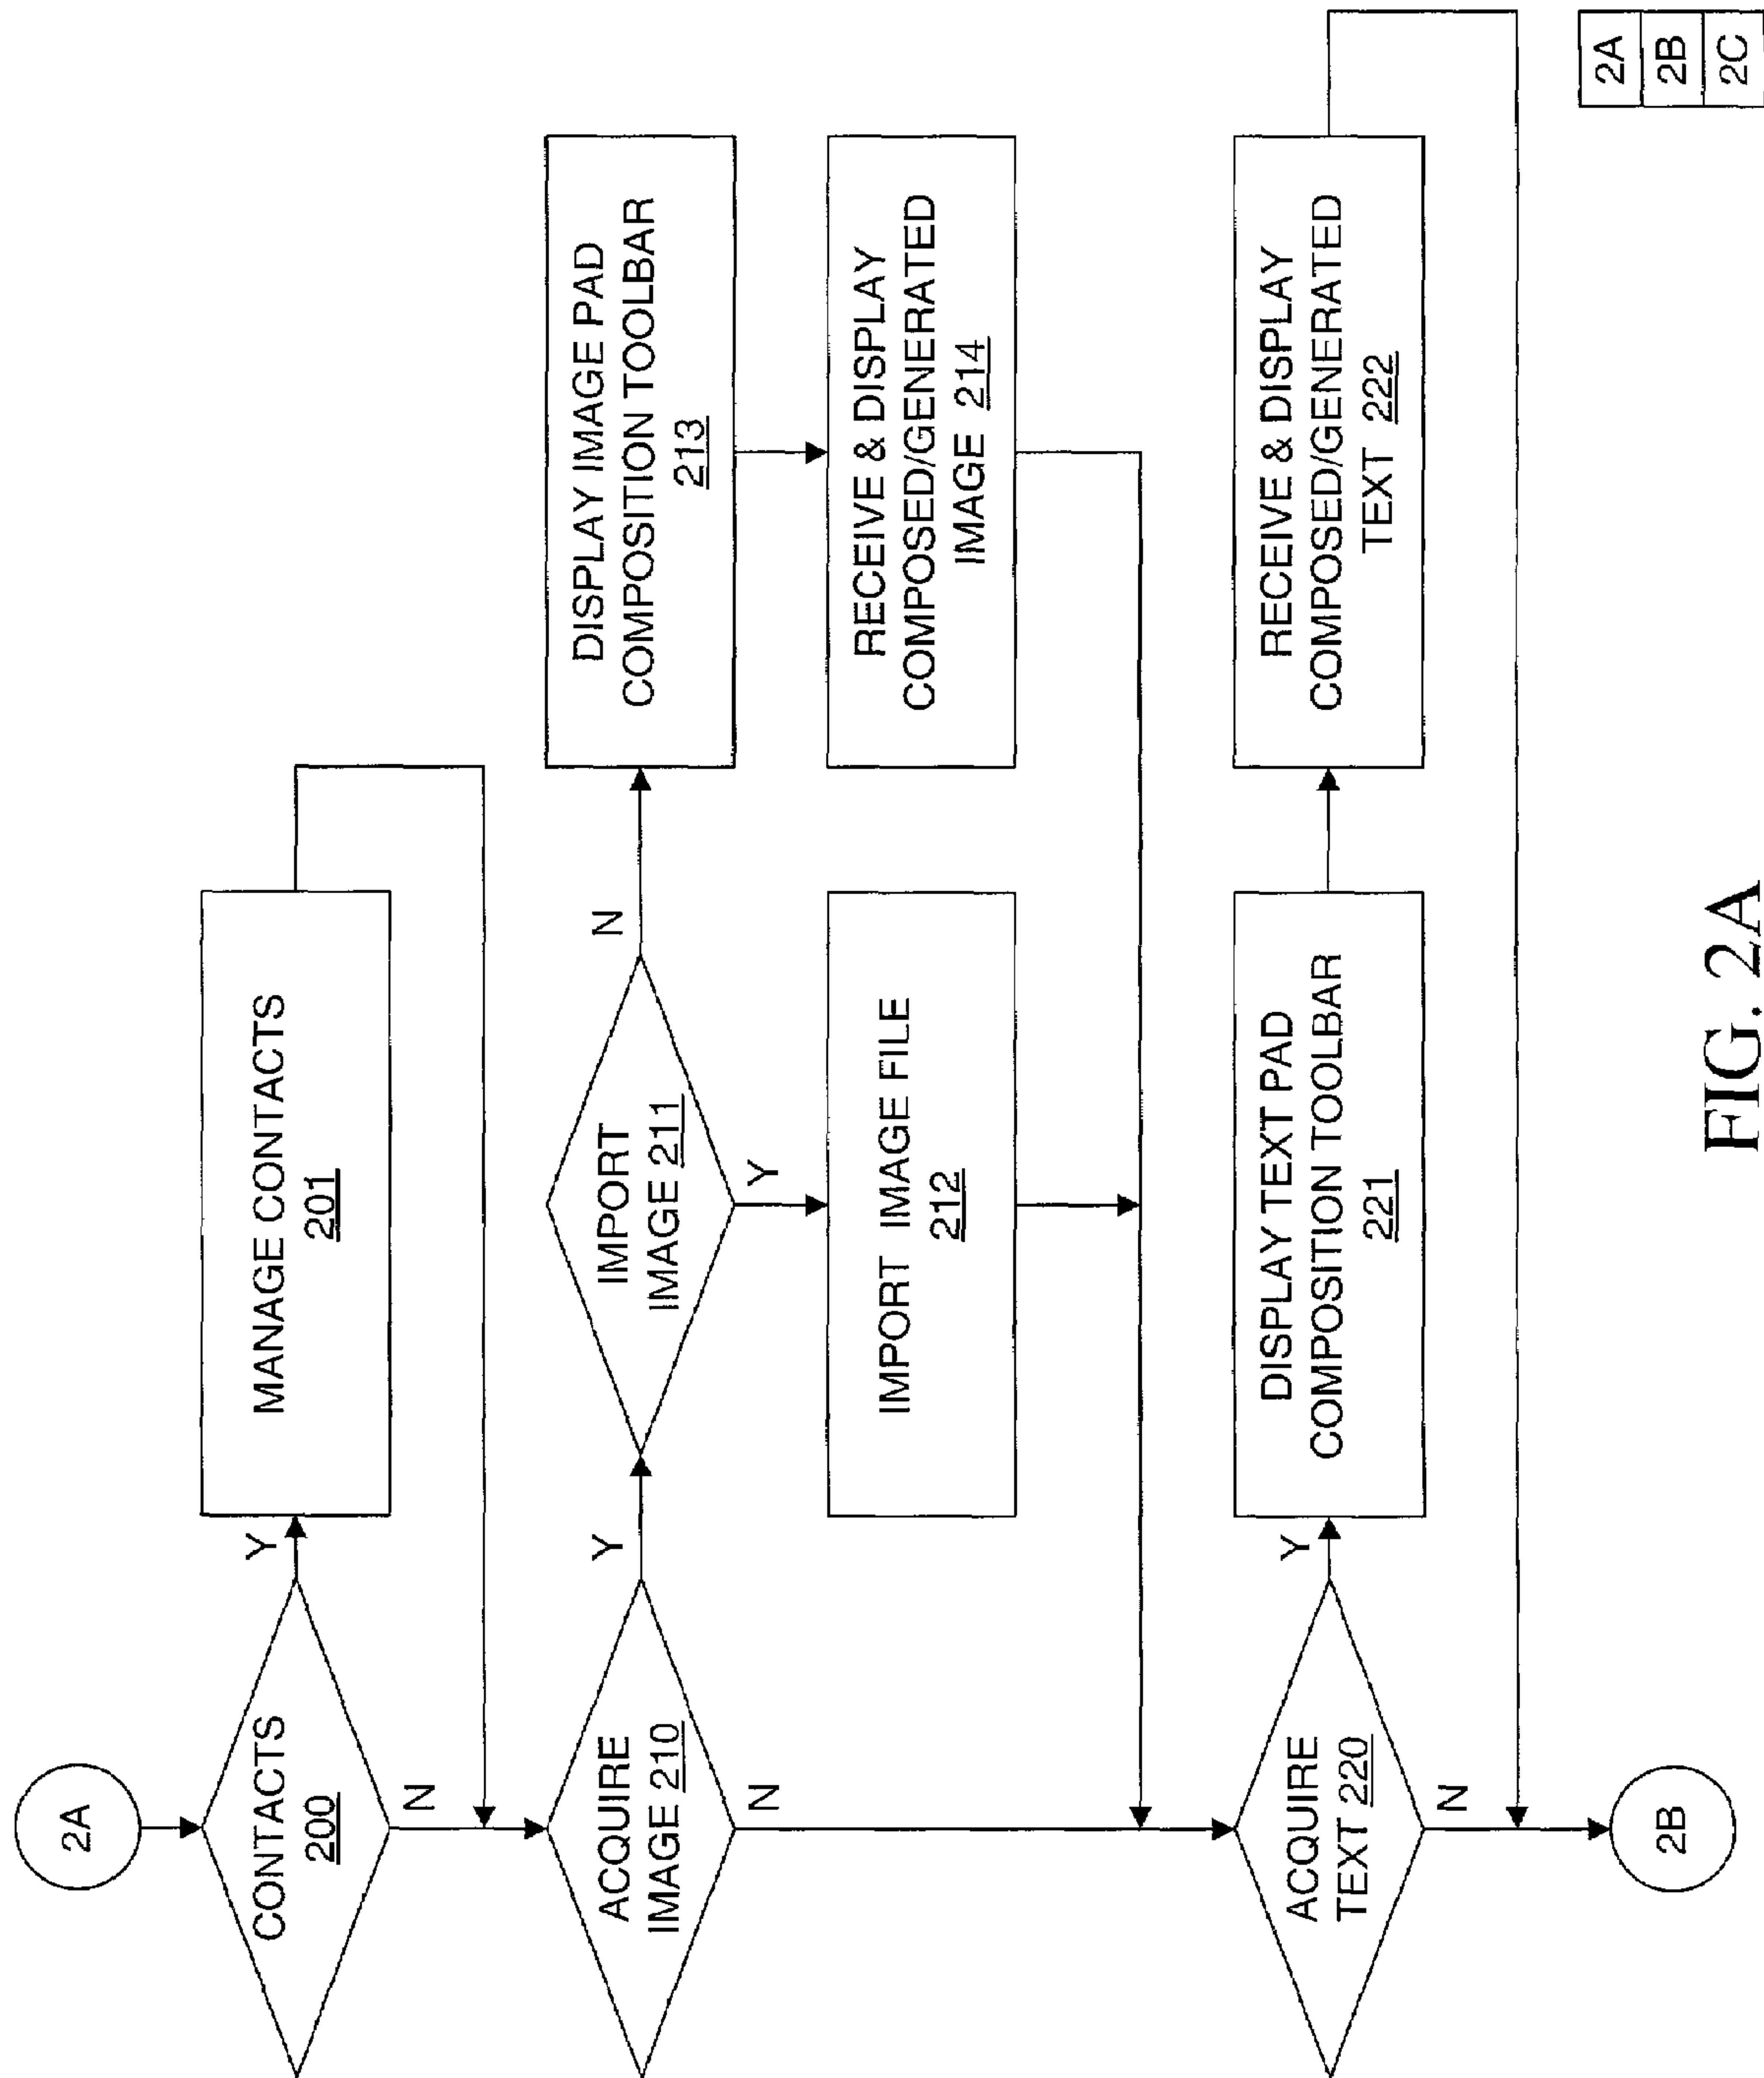 2A
CONTACTS
200
Y
N
MANAGE CONTACTS
201
ACQUIRE
IMAGE 210
Y
N
IMPORT
IMAGE 211
N
Y
DISPLAY IMAGE PAD
COMPOSITION TOOLBAR
213
IMPORT IMAGE FILE
212
RECEIVE & DISPLAY
COMPOSED/GENERATED
IMAGE 214
ACQUIRE
TEXT 220
Y
N
DISPLAY TEXT PAD
COMPOSITION TOOLBAR
221
RECEIVE & DISPLAY
COMPOSED/GENERATED
TEXT 222
2B
2A
2B
2C
FIG. 2A